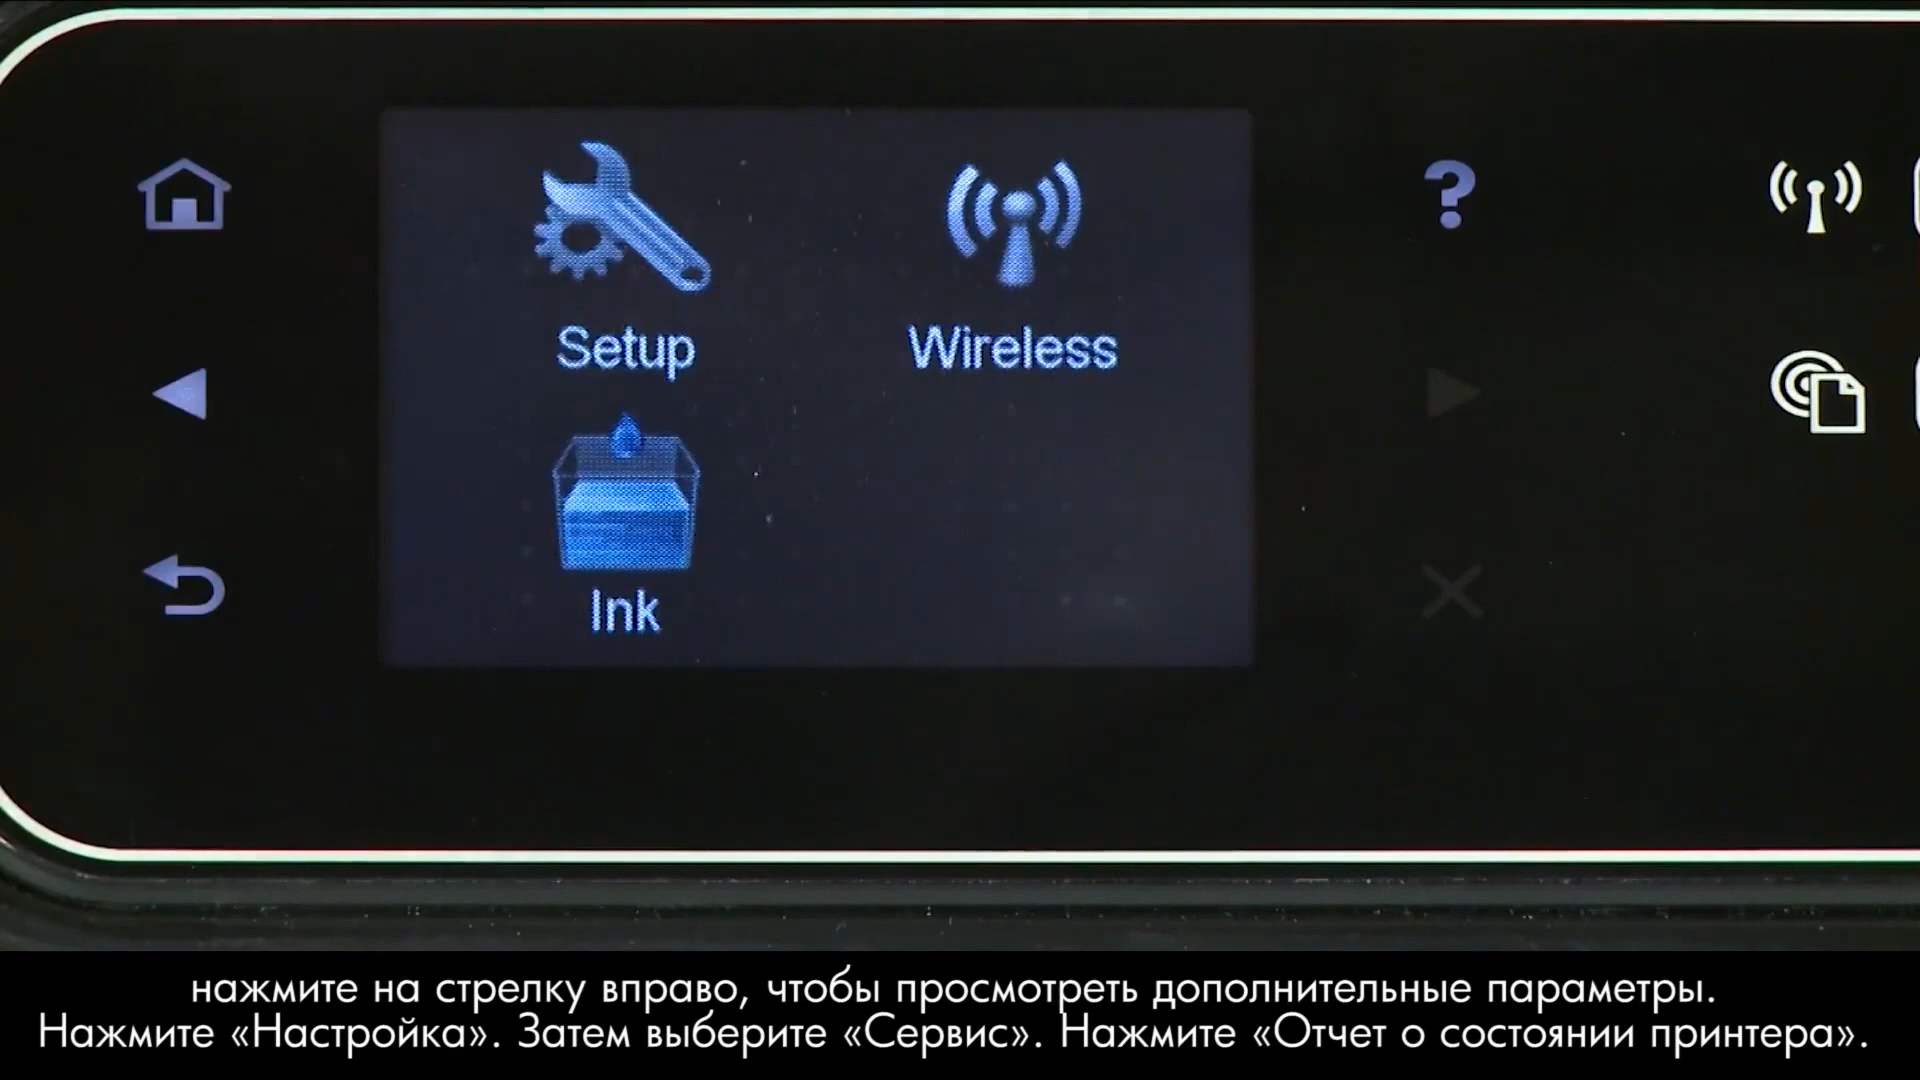 Setup
Wireless
Ink
нажмите на стрелку вправо, чтобы просмотреть дополнительные параметры.
Нажмите «Настройка». Затем выберите «Сервис». Нажмите «Отчет о состоянии принтера».